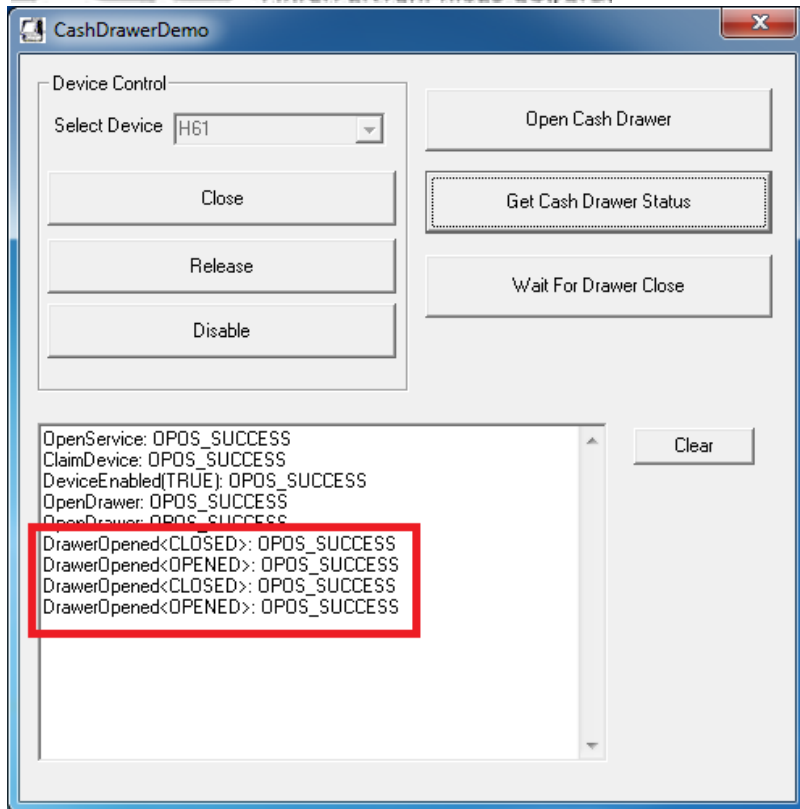 CashDrawerDemo
Device Control
Select Device H61
Close
Release
Disable
Open Cash Drawer
Get Cash Drawer Status
Wait For Drawer Close
OpenService: OPOS_SUCCESS
ClaimDevice: OPOS_SUCCESS
DeviceEnabled(TRUE): OPOS_SUCCESS
OpenDrawer: OPOS_SUCCESS
OpenDrawer: OPOS_SUCCESS
DrawerOpened<CLOSED>: OPOS_SUCCESS
DrawerOpened<OPENED>: OPOS_SUCCESS
DrawerOpened<CLOSED>: OPOS_SUCCESS
DrawerOpened<OPENED>: OPOS_SUCCESS
Clear